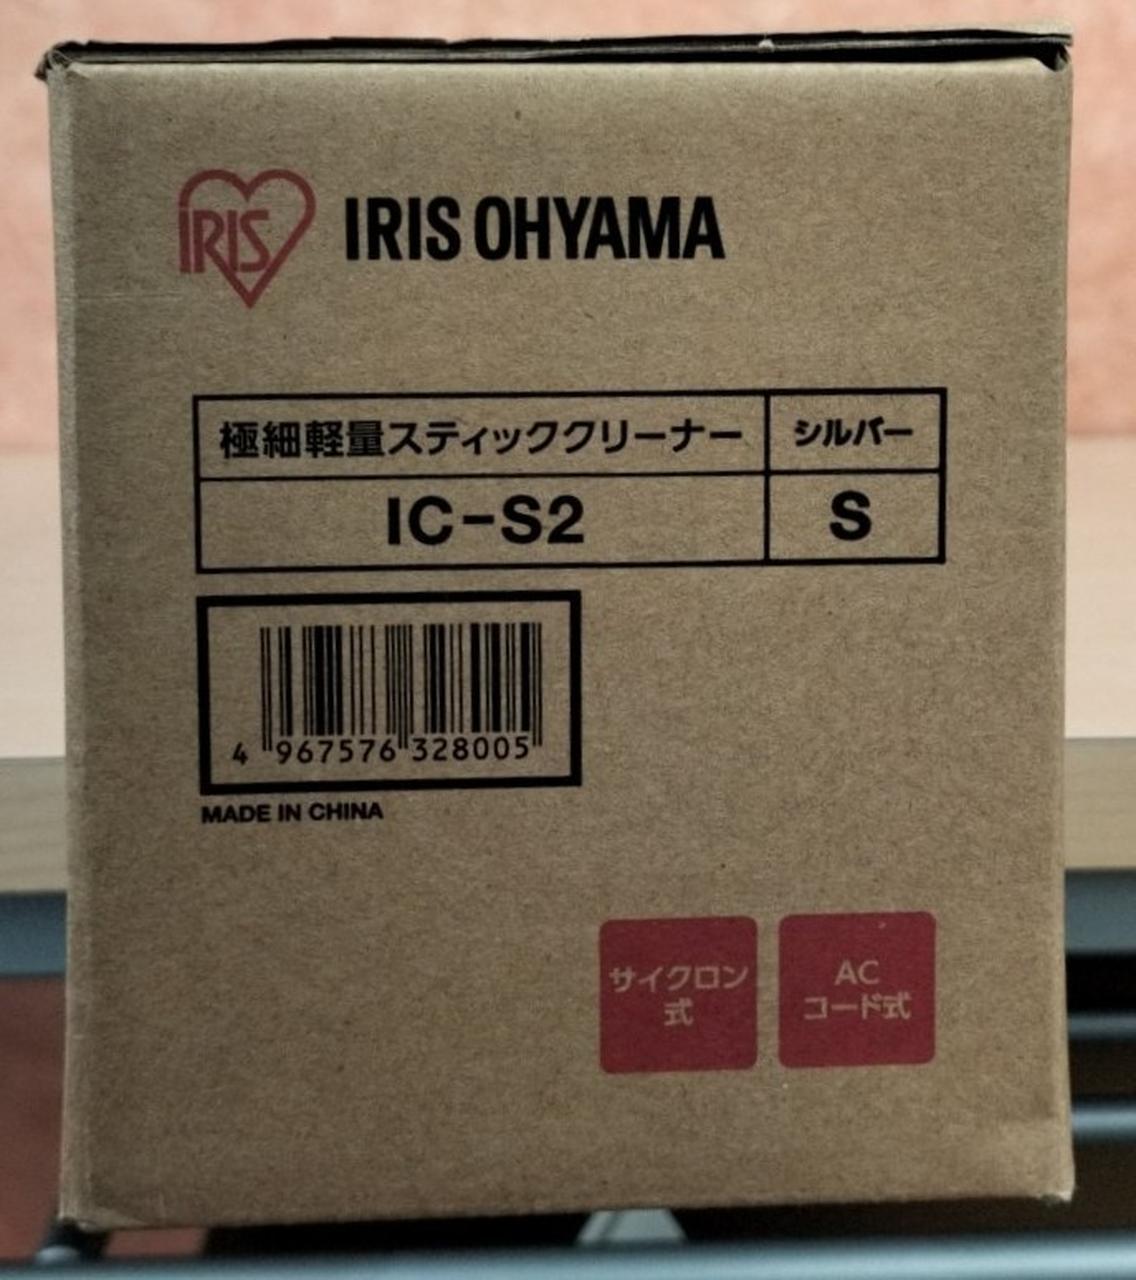 IRIS
IRIS OHYAMA
極細軽量スティッククリーナー
シルバー
IC-S2
S
4 967576 328005
MADE IN CHINA
サイクロン
式
AC
コード式